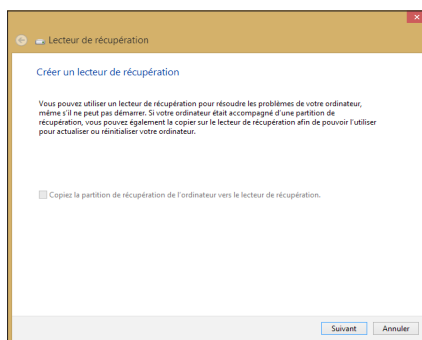 Lecteur de récupération
Créer un lecteur de récupération
Vous pouvez utiliser un lecteur de récupération pour résoudre les problèmes de votre ordinateur,
même s'il ne peut pas démarrer. Si votre ordinateur était accompagné d'une partition de
récupération, vous pouvez également la copier sur le lecteur de récupération afin de pouvoir l'utiliser
pour actualiser ou réinitialiser votre ordinateur.
Copiez la partition de récupération de l'ordinateur vers le lecteur de récupération.
Suivant Annuler